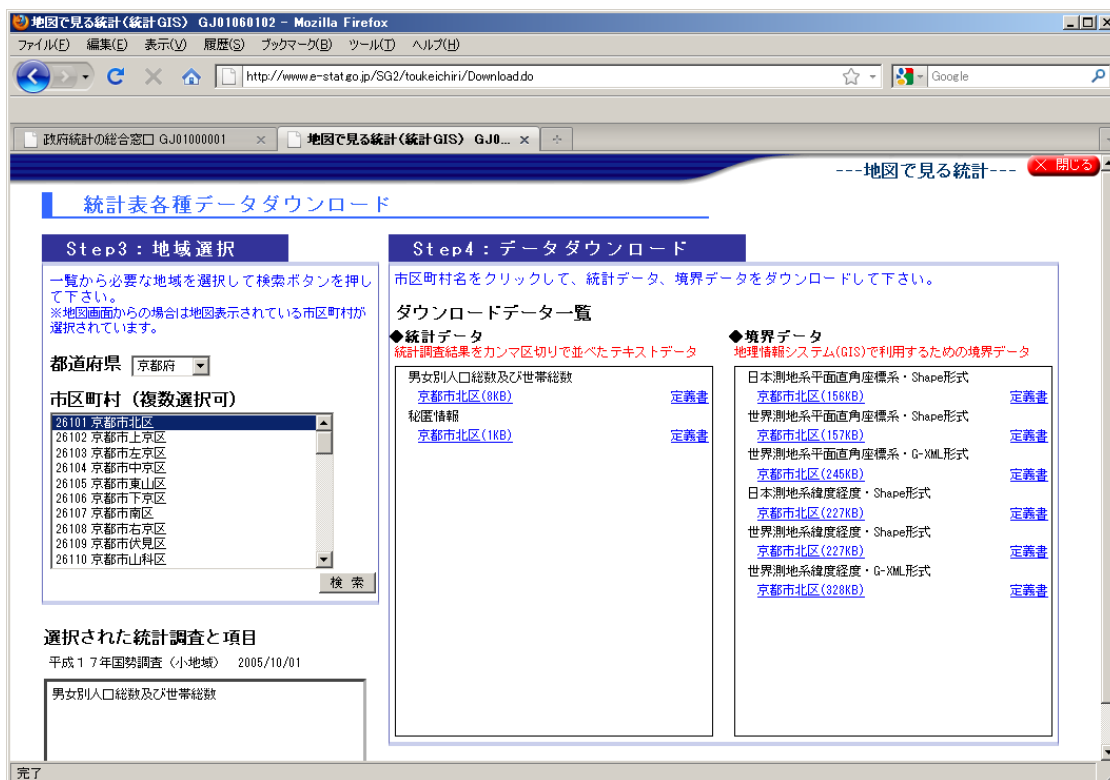 地図で見る統計(統計GIS) GJ01060102 - Mozilla Firefox
ファイル(F) 編集(E) 表示(V) 履歴(S) ブックマーク(B) ツール(T) ヘルプ(H)
http://www.e-stat.go.jp/SG2/toukeichiri/Download.do
Google
政府統計の総合窓口 GJ01000001
地図で見る統計(統計GIS) GJ0...
---地図で見る統計---
× 閉じる
統計表各種データダウンロード
Step3:地域選択
一覧から必要な地域を選択して検索ボタンを押し
て下さい。
※地図画面からの場合は地図表示されている市区町村が
選択されています。
都道府県 京都府
市区町村(複数選択可)
26101 京都市北区
26102 京都市上京区
26103 京都市左京区
26104 京都市中京区
26105 京都市東山区
26106 京都市下京区
26107 京都市南区
26108 京都市右京区
26109 京都市伏見区
26110 京都市山科区
検 索
選択された統計調査と項目
平成17年国勢調査(小地域) 2005/10/01
男女別人口総数及び世帯総数
Step4:データダウンロード
市区町村名をクリックして、統計データ、境界データをダウンロードして下さい。
ダウンロードデータ一覧
◆統計データ
統計調査結果をカンマ区切りで並べたテキストデータ
男女別人口総数及び世帯総数
京都市北区(8KB) 定義書
秘匿情報
京都市北区(1KB) 定義書
◆境界データ
地理情報システム(GIS)で利用するための境界データ
日本測地系平面直角座標系・Shape形式
京都市北区(156KB) 定義書
世界測地系平面直角座標系・Shape形式
京都市北区(157KB) 定義書
世界測地系平面直角座標系・G-XML形式
京都市北区(245KB) 定義書
日本測地系緯度経度・Shape形式
京都市北区(227KB) 定義書
世界測地系緯度経度・Shape形式
京都市北区(227KB) 定義書
世界測地系緯度経度・G-XML形式
京都市北区(328KB) 定義書
完了